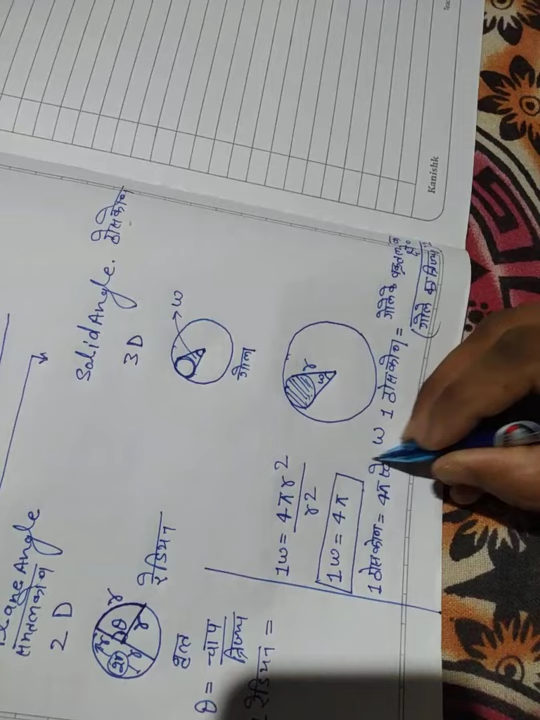 Plane Angle
समतलकोण
2 D
r
r
θ
r
रेडियन
वृत्त
θ = चाप
त्रिज्या
रेडियन =
Solid Angle. ठोसकोण
3 D
ω
गोला
r
ω
1ω = 4πr²
r²
1ω = 4π
ω 1 ठोसकोण = गोले के
(गोले की त्रिज्या)²
1 ठोसकोण = 4π
Kanishk